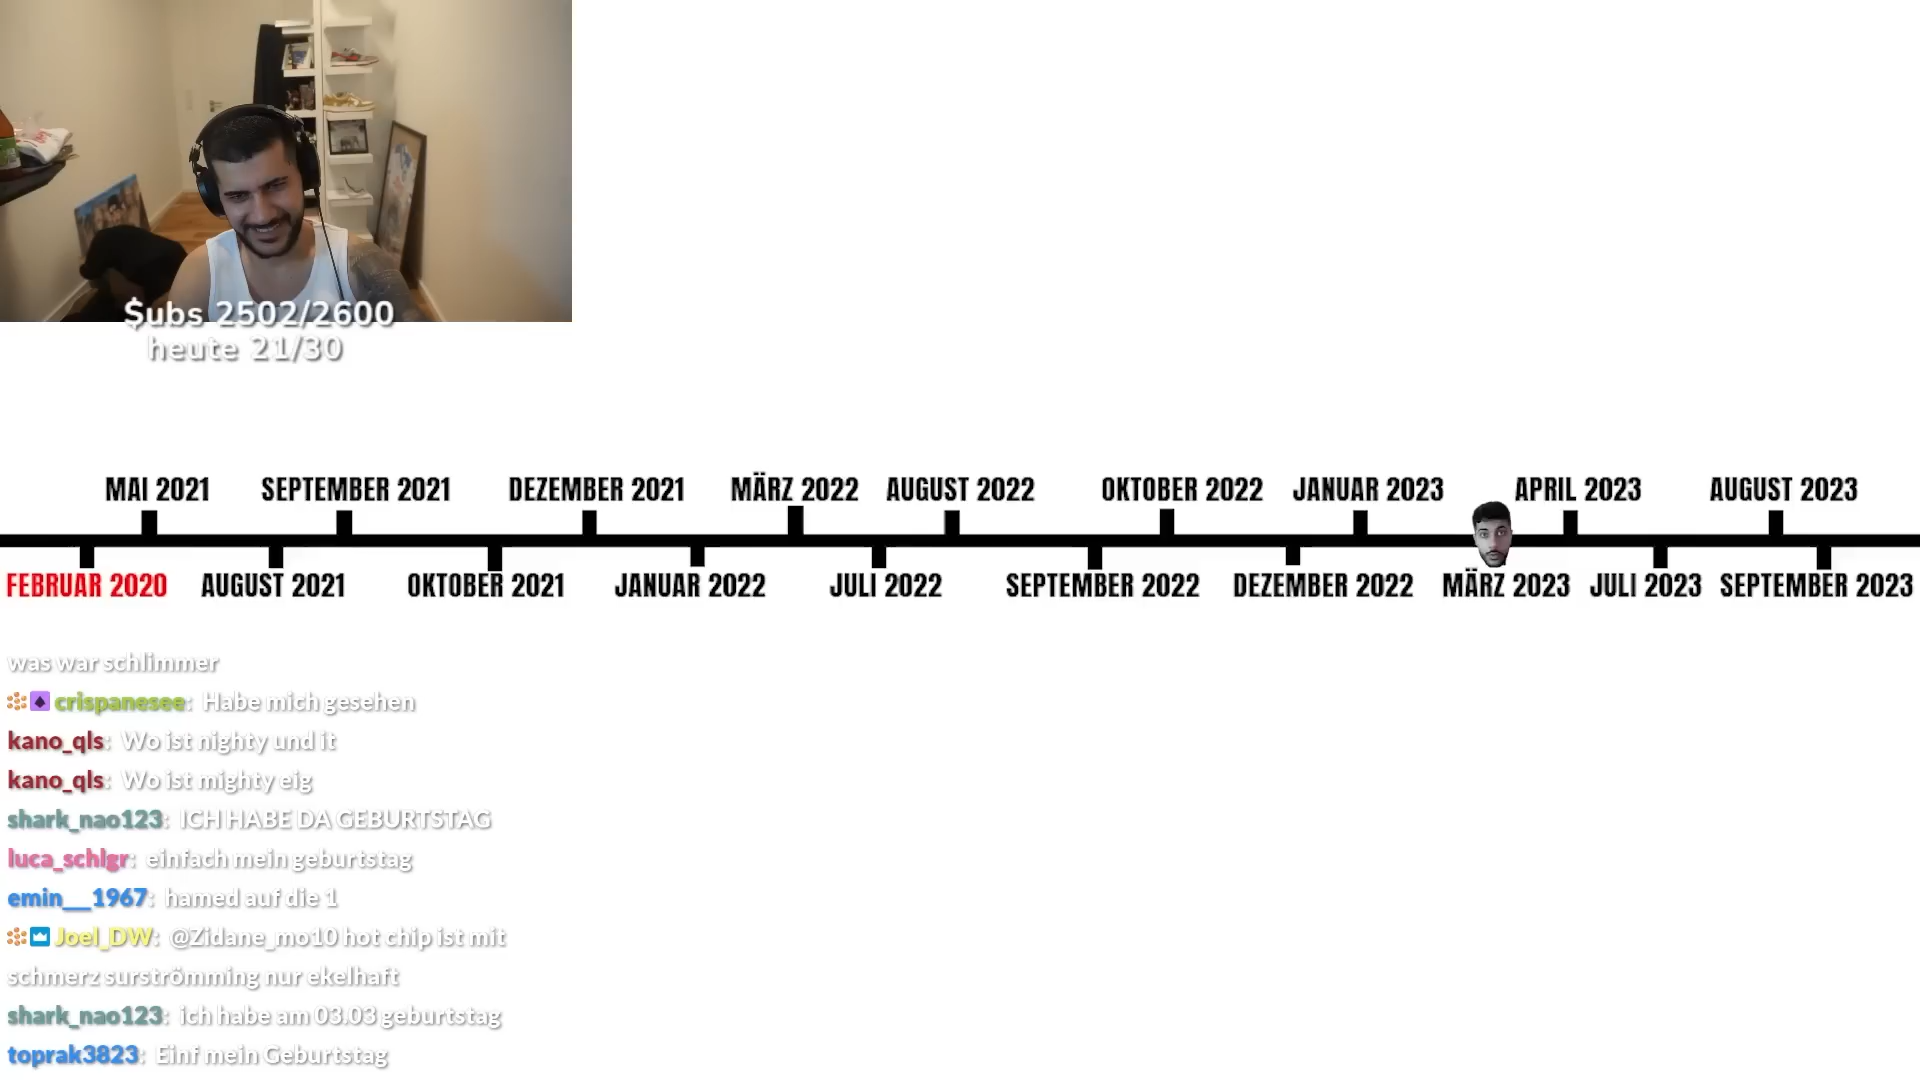 $ubs 2502/2600
heute 21/30
MAI 2021 SEPTEMBER 2021 DEZEMBER 2021 MÄRZ 2022 AUGUST 2022 OKTOBER 2022 JANUAR 2023 APRIL 2023 AUGUST 2023
FEBRUAR 2020 AUGUST 2021 OKTOBER 2021 JANUAR 2022 JULI 2022 SEPTEMBER 2022 DEZEMBER 2022 MÄRZ 2023 JULI 2023 SEPTEMBER 2023
was war schlimmer
crispanesee: Habe mich gesehen
kano_qls: Wo ist nighty und it
kano_qls: Wo ist mighty eig
shark_nao123: ICH HABE DA GEBURTSTAG
luca_schlgr: einfach mein geburtstag
emin__1967: hamed auf die 1
Joel_DW: @Zidane_mo10 hot chip ist mit
schmerz surströmming nur ekelhaft
shark_nao123: ich habe am 03.03 geburtstag
toprak3823: Einf mein Geburtstag